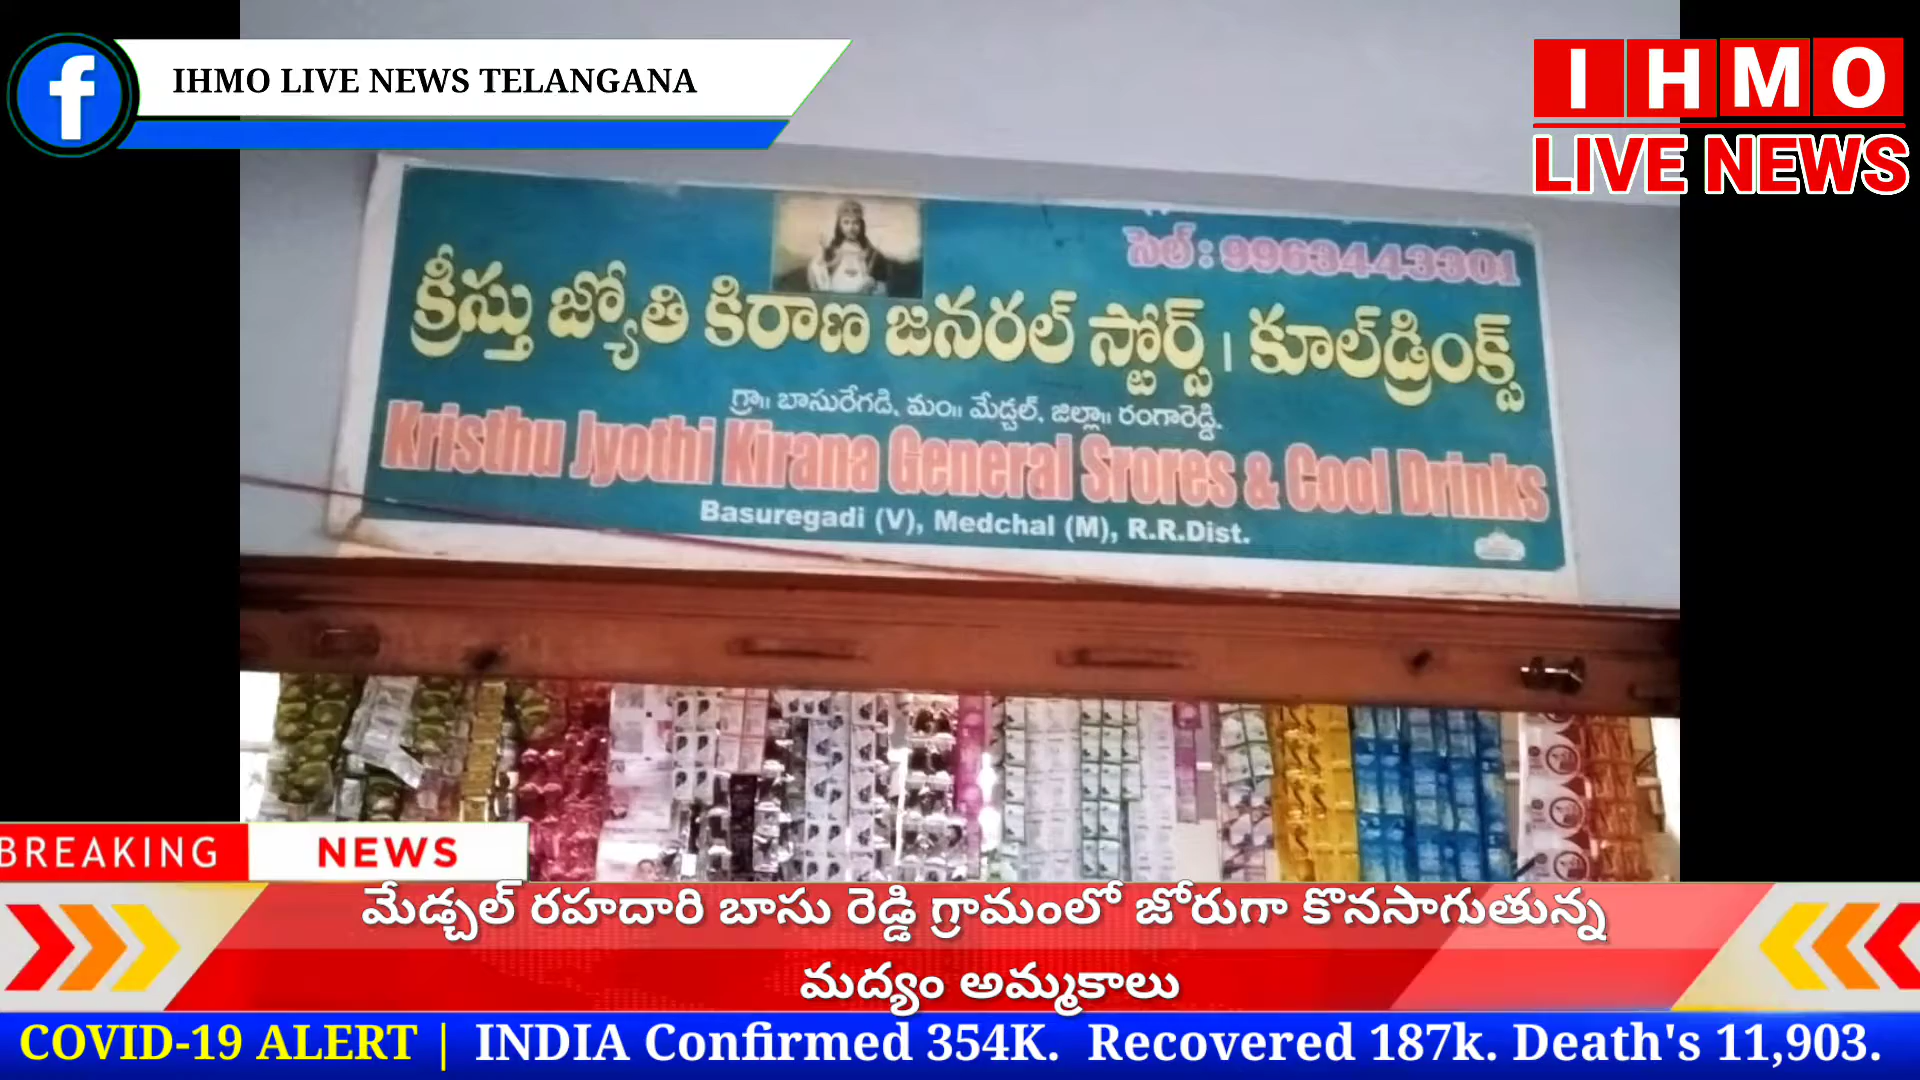 IHMO LIVE NEWS TELANGANA
IHMO
LIVE NEWS
సెల్ : 9963443301
క్రీస్తు జ్యోతి కిరాణ జనరల్ స్టోర్స్ | కూల్‌డ్రింక్స్
గ్రా॥ బాసురేగడి, మం॥ మేడ్చల్, జిల్లా॥ రంగారెడ్డి.
Kristhu Jyothi Kirana General Srores & Cool Drinks
Basuregadi (V), Medchal (M), R.R.Dist.
BREAKING NEWS
మేడ్చల్ రహదారి బాసు రెడ్డి గ్రామంలో జోరుగా కొనసాగుతున్న
మద్యం అమ్మకాలు
COVID-19 ALERT | INDIA Confirmed 354K. Recovered 187k. Death's 11,903.